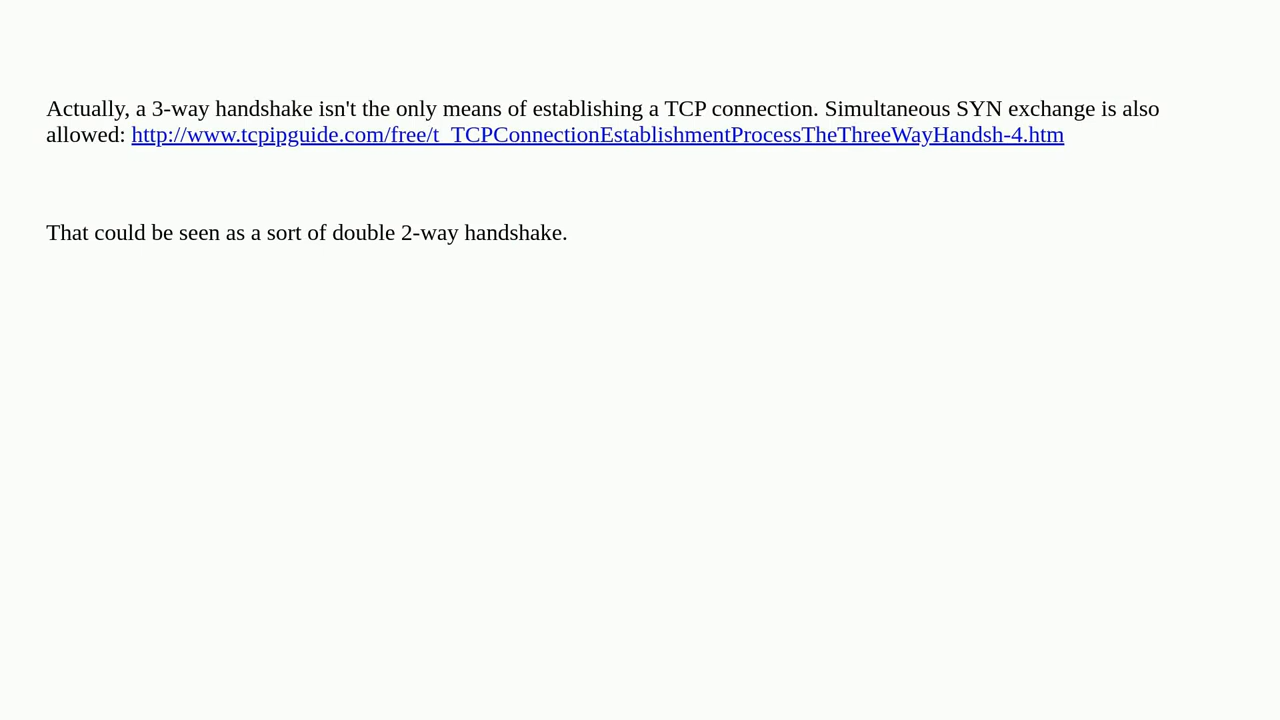 Actually, a 3-way handshake isn't the only means of establishing a TCP connection. Simultaneous SYN exchange is also
allowed: http://www.tcpipguide.com/free/t_TCPConnectionEstablishmentProcessTheThreeWayHandsh-4.htm
That could be seen as a sort of double 2-way handshake.